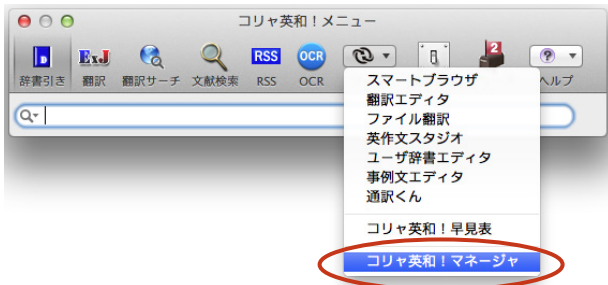 コリャ英和！メニュー
ExJ
RSS
OCR
2
辞書引き
翻訳
翻訳サーチ
文献検索
RSS
OCR
ヘルプ
スマートブラウザ
翻訳エディタ
ファイル翻訳
英作文スタジオ
ユーザ辞書エディタ
事例文エディタ
通訳くん
コリャ英和！早見表
コリャ英和！マネージャ